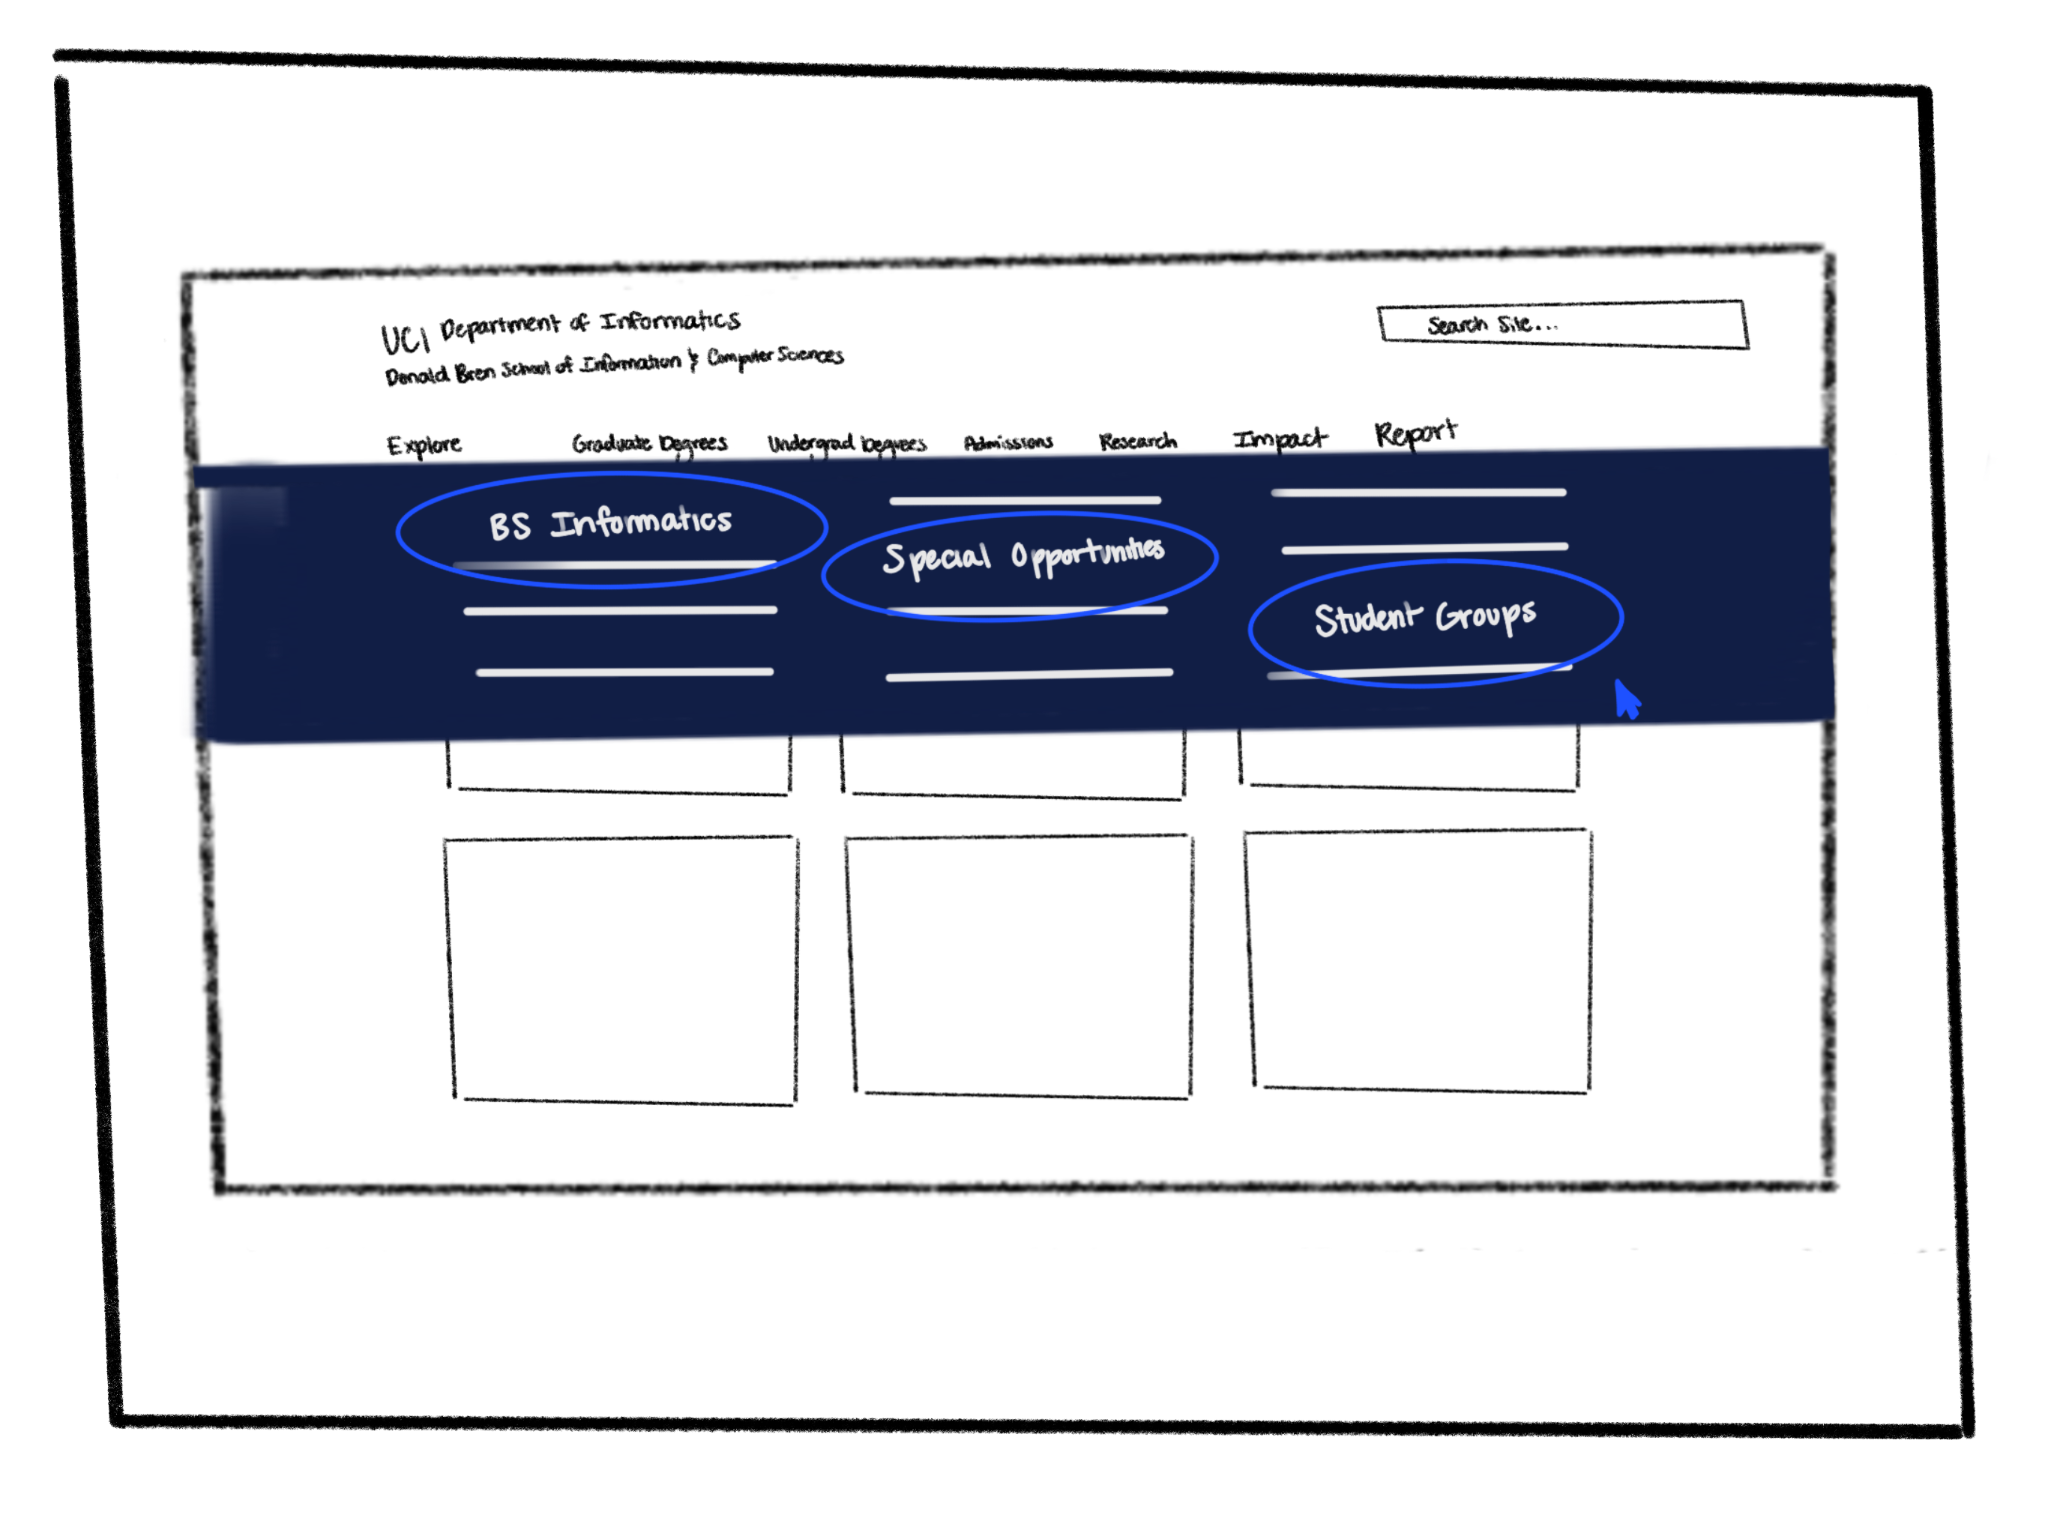 UCI Department of Informatics
Donald Bren School of Information & Computer Sciences
Search Site...
Explore Graduate Degrees Undergrad Degrees Admissions Research Impact Report
BS Informatics
Special Opportunities
Student Groups